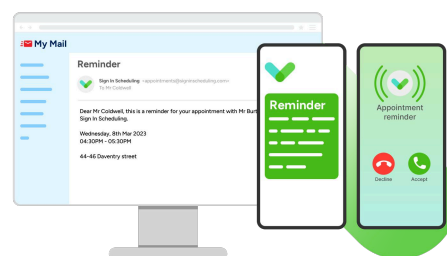 My Mail
Reminder
Sign In Scheduling <appointments@signinscheduling.com>
To Mr Coldwell
Dear Mr Coldwell, this is a reminder for your appointment with Mr Burt
Sign In Scheduling.
Wednesday, 8th Mar 2023
04:30PM - 05:30PM
44-46 Daventry street
Reminder
Appointment
reminder
Decline
Accept